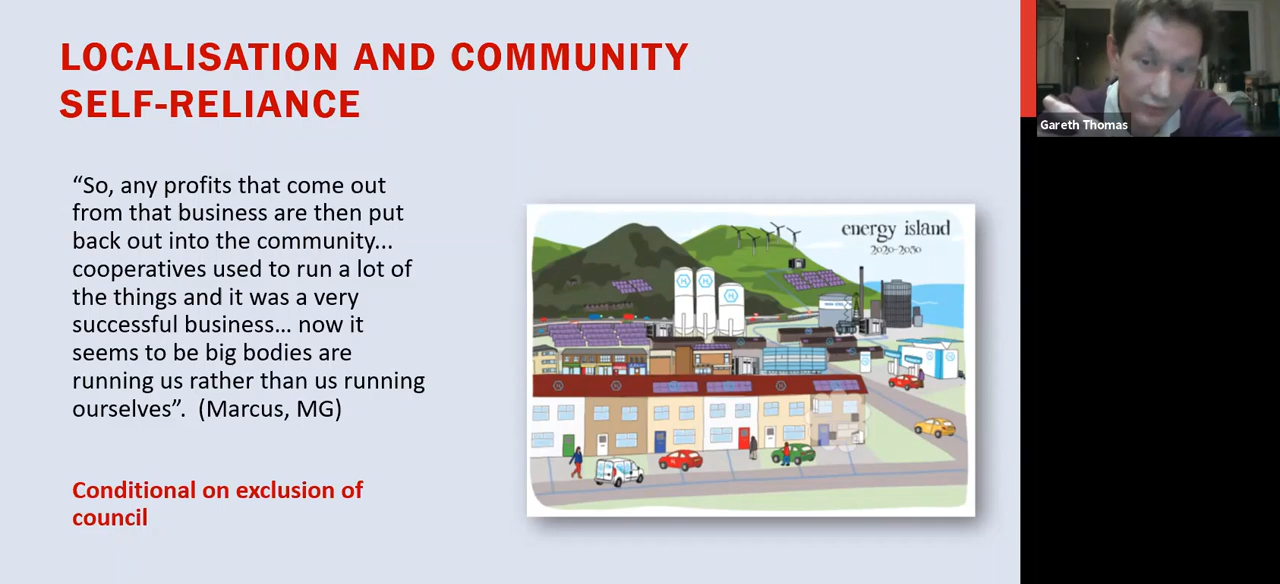 LOCALISATION AND COMMUNITY
SELF-RELIANCE
“So, any profits that come out
from that business are then put
back out into the community...
cooperatives used to run a lot of
the things and it was a very
successful business... now it
seems to be big bodies are
running us rather than us running
ourselves”. (Marcus, MG)
Conditional on exclusion of
council
energy island
2020-2050
H H H
H H H H H
Gareth Thomas